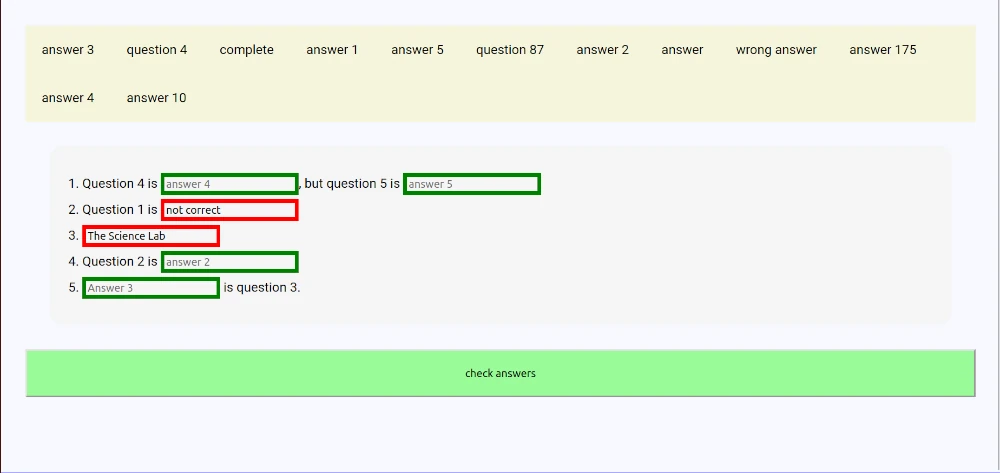 answer 3 question 4 complete answer 1 answer 5 question 87 answer 2 answer wrong answer answer 175
answer 4 answer 10
1. Question 4 is answer 4, but question 5 is answer 5
2. Question 1 is not correct
3. The Science Lab
4. Question 2 is answer 2
5. Answer 3 is question 3.
check answers